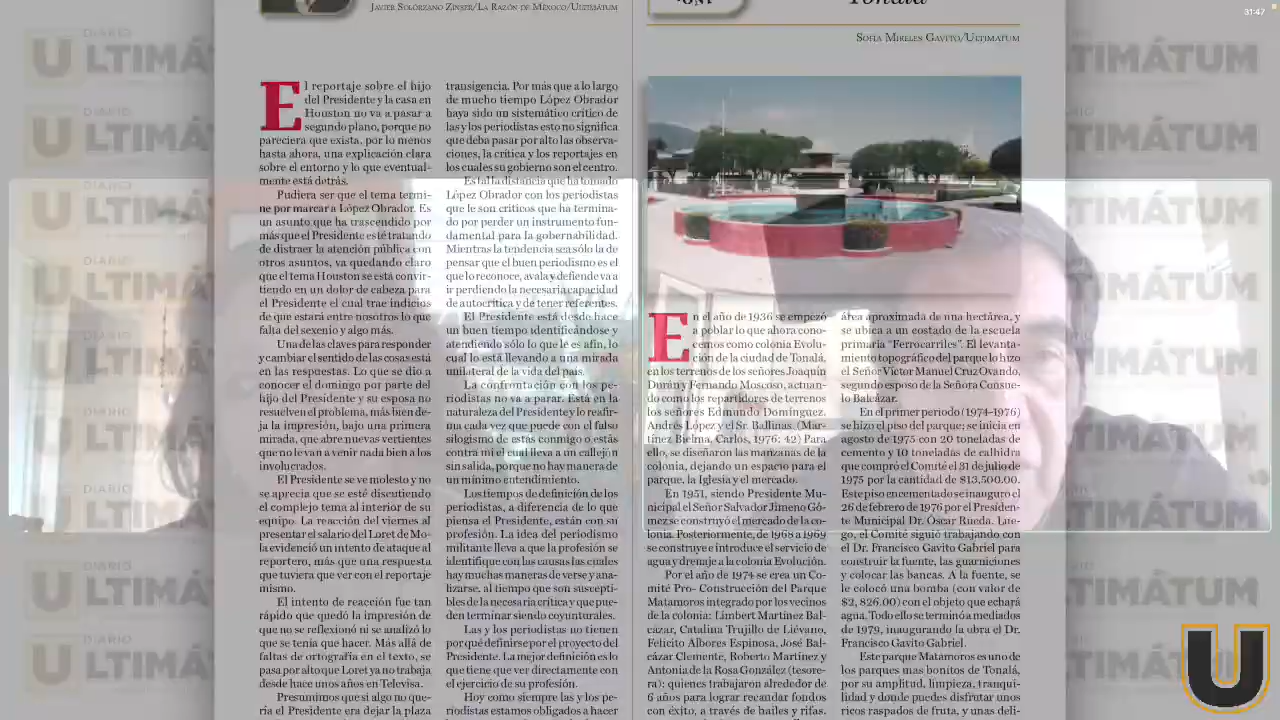 31:47
DIARIO
ULTIMÁTUM
Javier Solórzano Zinser/La Razón de México/Ultimátum
El reportaje sobre el hijo
del Presidente y la casa en
Houston no va a pasar a
segundo plano, porque no
pareciera que exista, por lo menos
hasta ahora, una explicación clara
sobre el entorno y lo que eventual-
mente está detrás.
Pudiera ser que el tema termi-
ne por marcar a López Obrador. Es
un asunto que ha trascendido por
más que el Presidente esté tratando
de distraer la atención pública con
otros asuntos, va quedando claro
que el tema Houston se está convir-
tiendo en un dolor de cabeza para
el Presidente el cual trae indicios
de que estará entre nosotros lo que
falta del sexenio y algo más.
Una de las claves para responder
y cambiar el sentido de las cosas está
en las respuestas. Lo que se dio a
conocer el domingo por parte del
hijo del Presidente y su esposa no
resuelven el problema, más bien de-
ja la impresión, bajo una primera
mirada, que abre nuevas vertientes
que no le van a venir nada bien a los
involucrados.
El Presidente se ve molesto y no
se aprecia que se esté discutiendo
el complejo tema al interior de su
equipo. La reacción del viernes al
presentar el salario del Loret de Mo-
la evidenció un intento de ataque al
reportero, más que una respuesta
que tuviera que ver con el reportaje
mismo.
El intento de reacción fue tan
rápido que quedó la impresión de
que no se reflexionó ni se analizó lo
que se tenía que hacer. Más allá de
faltas de ortografía en el texto, se
pasa por alto que Loret ya no trabaja
desde hace unos años en Televisa.
Presumimos que si algo no que-
ría el Presidente era dejar la plaza
transigencia. Por más que a lo largo
de mucho tiempo López Obrador
haya sido un sistemático crítico de
las y los periodistas esto no significa
que deba pasar por alto las observa-
ciones, la crítica y los reportajes en
los cuales su gobierno son el centro.
Es tal la distancia que ha tomado
López Obrador con los periodistas
que le son críticos que ha termina-
do por perder un instrumento fun-
damental para la gobernabilidad.
Mientras la tendencia sea sólo la de
pensar que el buen periodismo es el
que lo reconoce, avala y defiende va a
ir perdiendo la necesaria capacidad
de autocrítica y de tener referentes.
El Presidente está desde hace
un buen tiempo identificándose y
atendiendo sólo lo que le es afín, lo
cual lo está llevando a una mirada
unilateral de la vida del país.
La confrontación con los pe-
riodistas no va a parar. Está en la
naturaleza del Presidente y lo reafir-
ma cada vez que puede con el falso
silogismo de estás conmigo o estás
contra mí el cual lleva a un callejón
sin salida, porque no hay manera de
un mínimo entendimiento.
Los tiempos de definición de los
periodistas, a diferencia de lo que
piensa el Presidente, están con su
profesión. La idea del periodismo
militante lleva a que la profesión se
identifique con las causas las cuales
hay muchas maneras de verse y ana-
lizarse, al tiempo que son suscepti-
bles de la necesaria crítica y que pue-
den terminar siendo coyunturales.
Las y los periodistas no tienen
por qué definirse por el proyecto del
Presidente. La mejor definición es lo
que tiene que ver directamente con
el ejercicio de su profesión.
Hoy como siempre las y los pe-
riodistas estamos obligados a hacer
Tonalá
Sofía Mireles Gavito/Ultimatum
En el año de 1936 se empezó
a poblar lo que ahora cono-
cemos como colonia Evolu-
ción de la ciudad de Tonalá,
en los terrenos de los señores Joaquín
Durán y Fernando Moscoso, actuan-
do como los repartidores de terrenos
los señores Edmundo Domínguez,
Andrés López y el Sr. Ballinas. (Mar-
tínez Bielma, Carlos, 1976: 42) Para
ello, se diseñaron las manzanas de la
colonia, dejando un espacio para el
parque, la Iglesia y el mercado.
En 1951, siendo Presidente Mu-
nicipal el Señor Salvador Jimeno Gó-
mez se construyó el mercado de la co-
lonia. Posteriormente, de 1968 a 1969
se construye e introduce el servicio de
agua y drenaje a la colonia Evolución.
Por el año de 1974 se crea un Co-
mité Pro- Construcción del Parque
Matamoros integrado por los vecinos
de la colonia: Limbert Martínez Bal-
cázar, Catalina Trujillo de Liévano,
Felícito Albores Espinosa, José Bal-
cázar Clemente, Roberto Martínez y
Antonia de la Rosa González (tesore-
ra); quienes trabajaron alrededor de
6 años para lograr recaudar fondos
con éxito, a través de bailes y rifas.
área aproximada de una hectárea, y
se ubica a un costado de la escuela
primaria "Ferrocarriles". El levanta-
miento topográfico del parque lo hizo
el Señor Víctor Manuel Cruz Ovando,
segundo esposo de la Señora Consue-
lo Balcázar.
En el primer periodo (1974-1976)
se hizo el piso del parque; se inicia en
agosto de 1975 con 20 toneladas de
cemento y 10 toneladas de calhidra
que compró el Comité el 31 de julio de
1975 por la cantidad de $13,500.00.
Este piso encementado se inauguro el
26 de febrero de 1976 por el Presiden-
te Municipal Dr. Óscar Rueda. Lue-
go, el Comité siguió trabajando con
el Dr. Francisco Gavito Gabriel para
construir la fuente, las guarniciones
y colocar las bancas. A la fuente, se
le colocó una bomba (con valor de
$2, 826.00) con el objeto que echará
agua. Todo ello se terminó a mediados
de 1979, inaugurando la obra el Dr.
Francisco Gavito Gabriel.
Este parque Matamoros es uno de
los parques mas bonitos de Tonalá,
por su amplitud, limpieza, tranqui-
lidad y donde puedes disfrutar unos
ricos raspados de fruta, y unas deli-
U